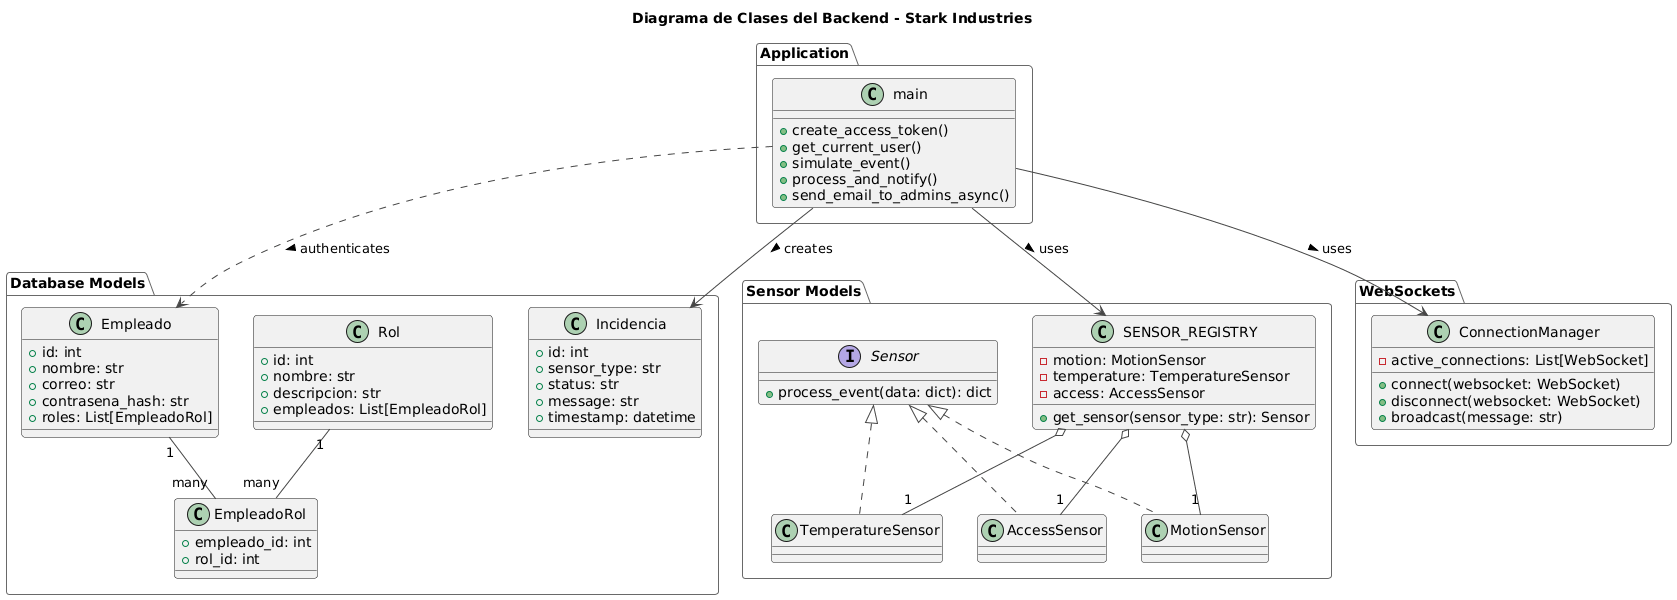 Diagrama de Clases del Backend - Stark Industries
Application
C main
create_access_token()
get_current_user()
simulate_event()
process_and_notify()
send_email_to_admins_async()
authenticates
creates
uses
uses
Database Models
C Empleado
id: int
nombre: str
correo: str
contrasena_hash: str
roles: List[EmpleadoRol]
C Rol
id: int
nombre: str
descripcion: str
empleados: List[EmpleadoRol]
C Incidencia
id: int
sensor_type: str
status: str
message: str
timestamp: datetime
1
1
many
many
C EmpleadoRol
empleado_id: int
rol_id: int
Sensor Models
I Sensor
process_event(data: dict): dict
C SENSOR_REGISTRY
motion: MotionSensor
temperature: TemperatureSensor
access: AccessSensor
get_sensor(sensor_type: str): Sensor
1
1
1
C TemperatureSensor
C AccessSensor
C MotionSensor
WebSockets
C ConnectionManager
active_connections: List[WebSocket]
connect(websocket: WebSocket)
disconnect(websocket: WebSocket)
broadcast(message: str)